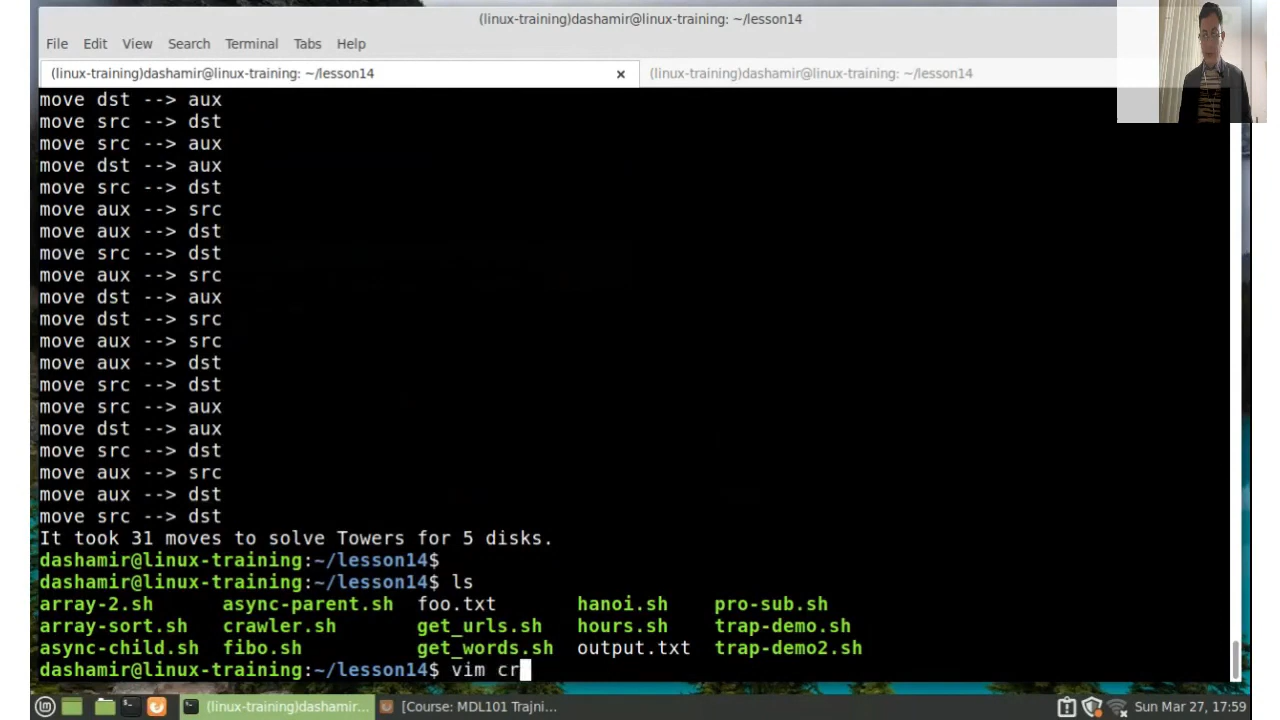 (linux-training)dashamir@linux-training: ~/lesson14
File Edit View Search Terminal Tabs Help
(linux-training)dashamir@linux-training: ~/lesson14 × (linux-training)dashamir@linux-training: ~/lesson14
move dst --> aux
move src --> dst
move src --> aux
move dst --> aux
move src --> dst
move aux --> src
move aux --> dst
move src --> dst
move aux --> src
move dst --> aux
move dst --> src
move aux --> src
move aux --> dst
move src --> dst
move src --> aux
move dst --> aux
move src --> dst
move aux --> src
move aux --> dst
move src --> dst
It took 31 moves to solve Towers for 5 disks.
dashamir@linux-training:~/lesson14$
dashamir@linux-training:~/lesson14$ ls
array-2.sh async-parent.sh foo.txt hanoi.sh pro-sub.sh
array-sort.sh crawler.sh get_urls.sh hours.sh trap-demo.sh
async-child.sh fibo.sh get_words.sh output.txt trap-demo2.sh
dashamir@linux-training:~/lesson14$ vim cr
(linux-training)dashamir... [Course: MDL101 Trajni... Sun Mar 27, 17:59